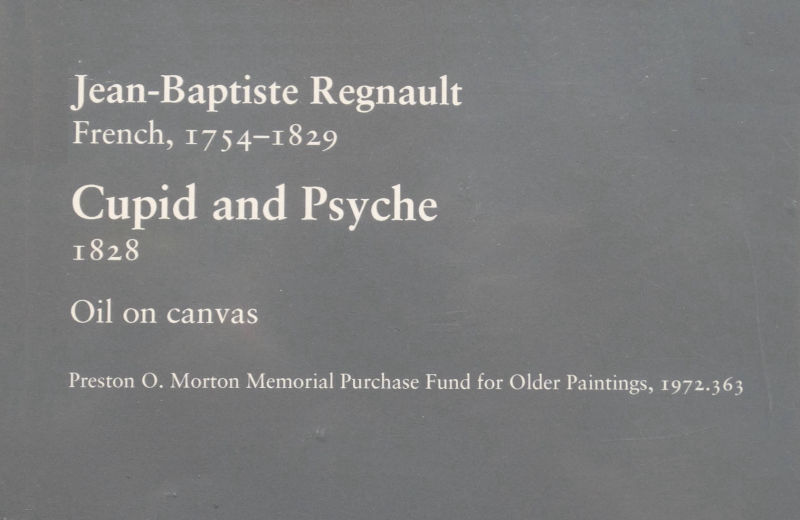 Jean-Baptiste Regnault
French, 1754–1829
Cupid and Psyche
1828
Oil on canvas
Preston O. Morton Memorial Purchase Fund for Older Paintings, 1972.363